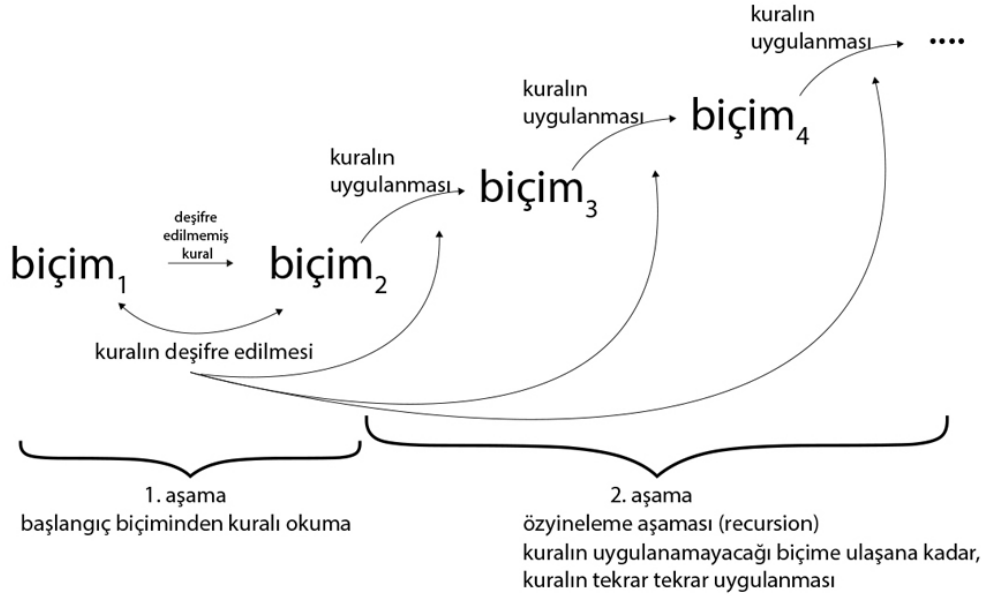 kuralın
uygulanması
....
kuralın
uygulanması
biçim4
kuralın
uygulanması
biçim3
deşifre
edilmemiş
kural
biçim1
biçim2
kuralın deşifre edilmesi
1. aşama
başlangıç biçiminden kuralı okuma
2. aşama
özyineleme aşaması (recursion)
kuralın uygulanamayacağı biçime ulaşana kadar,
kuralın tekrar tekrar uygulanması